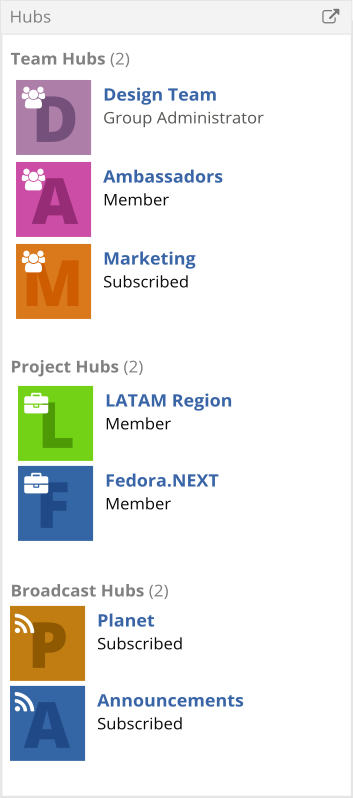 Hubs
Team Hubs (2)
D
Design Team
Group Administrator
A
Ambassadors
Member
M
Marketing
Subscribed
Project Hubs (2)
L
LATAM Region
Member
F
Fedora.NEXT
Member
Broadcast Hubs (2)
P
Planet
Subscribed
A
Announcements
Subscribed